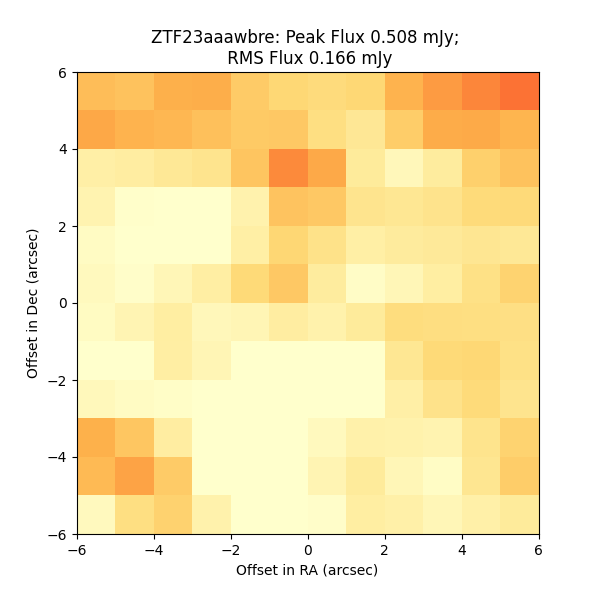 ZTF23aaawbre: Peak Flux 0.508 mJy;
RMS Flux 0.166 mJy
6
4
2
0
−2
−4
−6
Offset in Dec (arcsec)
−6 −4 −2 0 2 4 6
Offset in RA (arcsec)